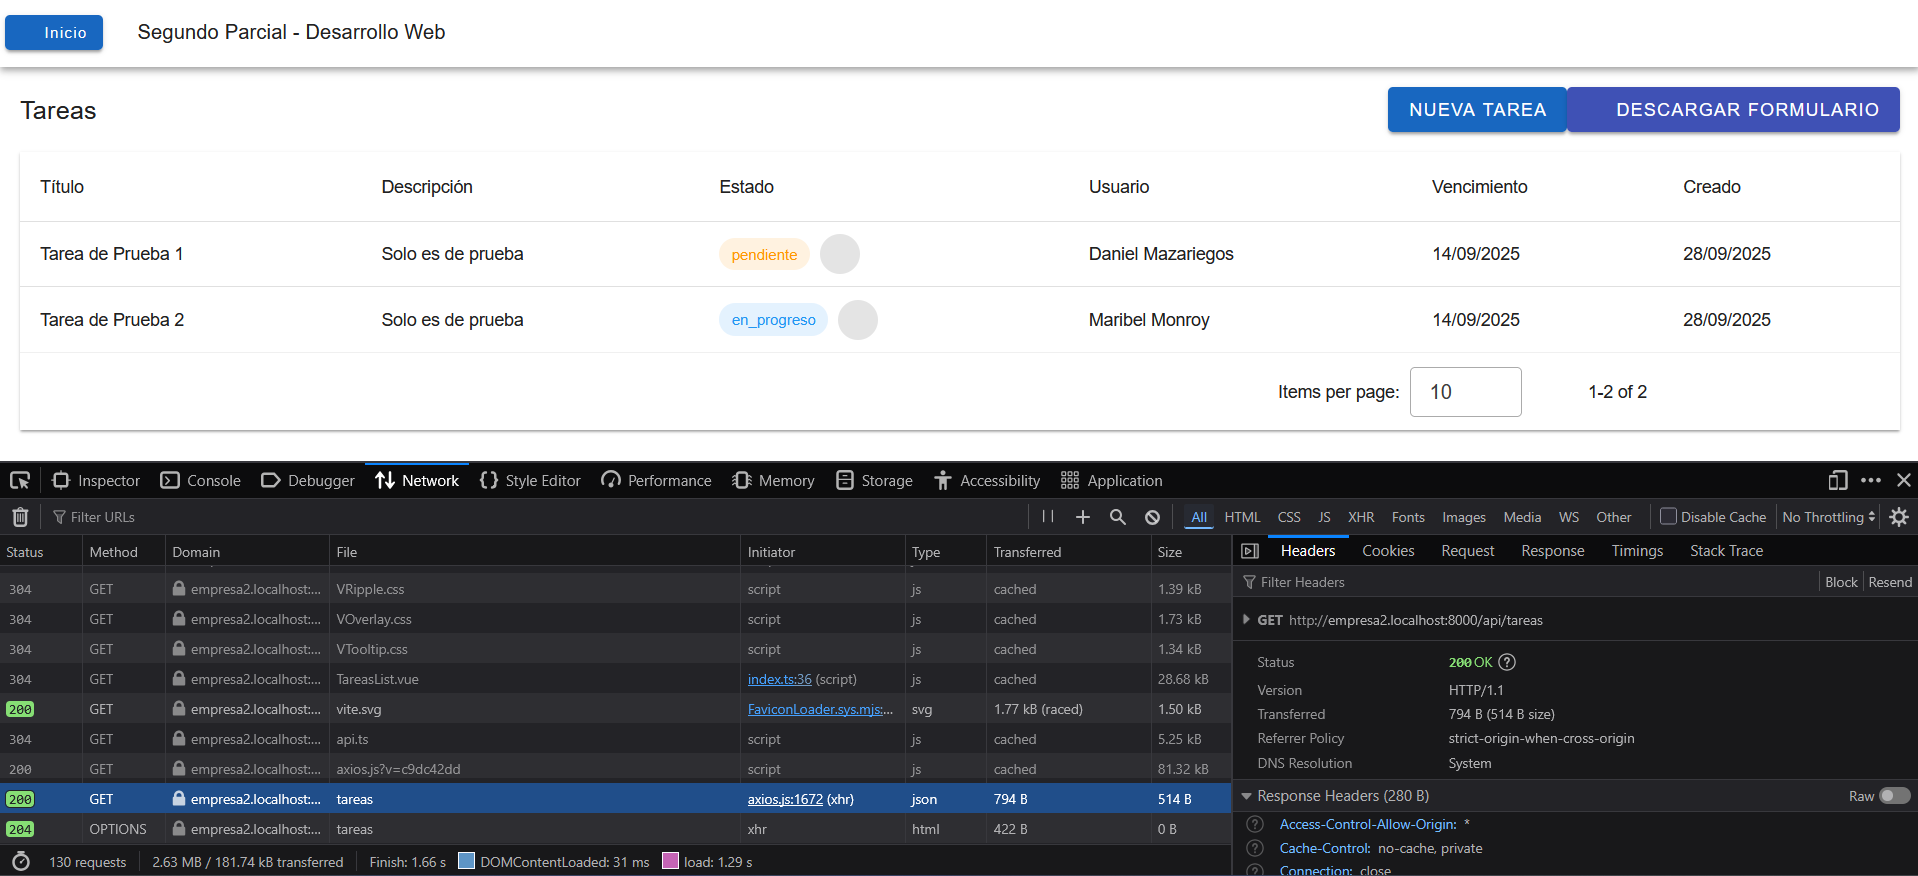 Inicio Segundo Parcial - Desarrollo Web
Tareas NUEVA TAREA DESCARGAR FORMULARIO
Título Descripción Estado Usuario Vencimiento Creado
Tarea de Prueba 1 Solo es de prueba pendiente Daniel Mazariegos 14/09/2025 28/09/2025
Tarea de Prueba 2 Solo es de prueba en_progreso Maribel Monroy 14/09/2025 28/09/2025
Items per page: 10 1-2 of 2
Inspector Console Debugger Network Style Editor Performance Memory Storage Accessibility Application
Filter URLs All HTML CSS JS XHR Fonts Images Media WS Other Disable Cache No Throttling
Status Method Domain File Initiator Type Transferred Size
304 GET empresa2.localhost:... VRipple.css script js cached 1.39 kB
304 GET empresa2.localhost:... VOverlay.css script js cached 1.73 kB
304 GET empresa2.localhost:... VTooltip.css script js cached 1.34 kB
304 GET empresa2.localhost:... TareasList.vue index.ts:36 (script) js cached 28.68 kB
200 GET empresa2.localhost:... vite.svg FaviconLoader.sys.mjs:... svg 1.77 kB (raced) 1.50 kB
304 GET empresa2.localhost:... api.ts script js cached 5.25 kB
200 GET empresa2.localhost:... axios.js?v=c9dc42dd script js cached 81.32 kB
200 GET empresa2.localhost:... tareas axios.js:1672 (xhr) json 794 B 514 B
204 OPTIONS empresa2.localhost:... tareas xhr html 422 B 0 B
130 requests 2.63 MB / 181.74 kB transferred Finish: 1.66 s DOMContentLoaded: 31 ms load: 1.29 s
Headers Cookies Request Response Timings Stack Trace
Filter Headers Block Resend
GET http://empresa2.localhost:8000/api/tareas
Status 200 OK
Version HTTP/1.1
Transferred 794 B (514 B size)
Referrer Policy strict-origin-when-cross-origin
DNS Resolution System
Response Headers (280 B) Raw
Access-Control-Allow-Origin: *
Cache-Control: no-cache, private
Connection: close